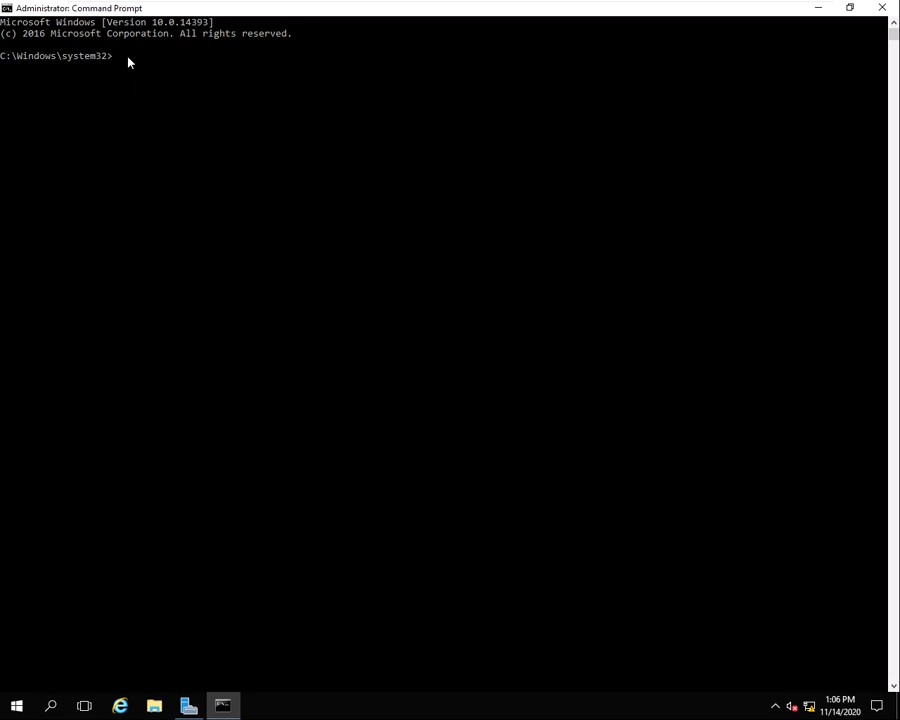 Administrator: Command Prompt
Microsoft Windows [Version 10.0.14393]
(c) 2016 Microsoft Corporation. All rights reserved.
C:\Windows\system32>
1:06 PM
11/14/2020